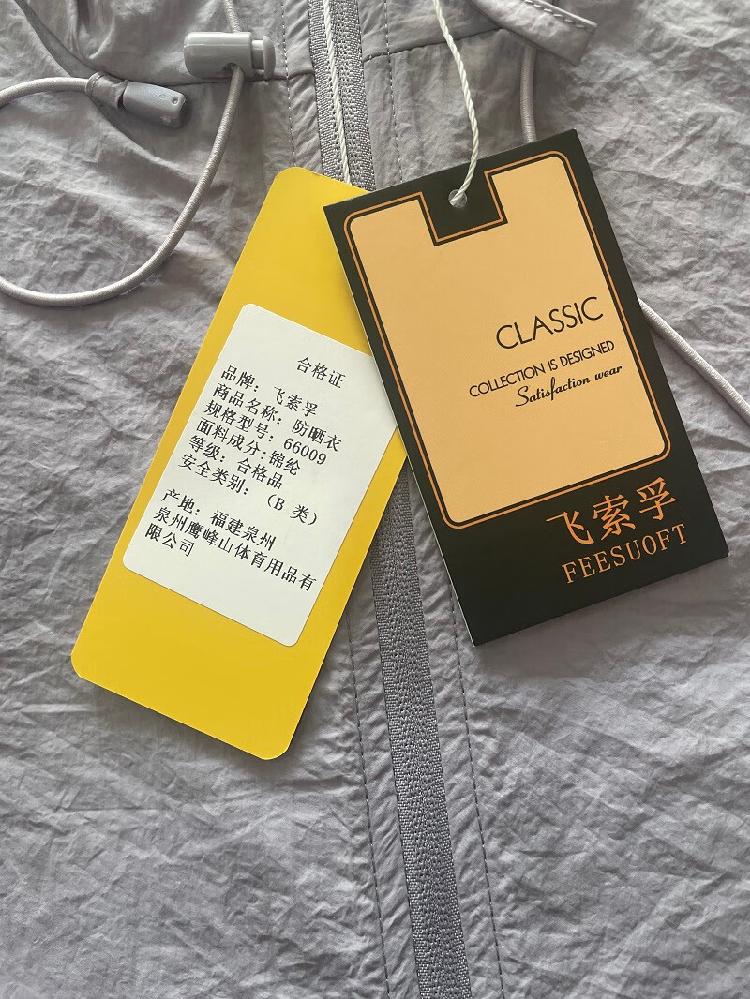 合格证
品牌：飞索孚
商品名称：防晒衣
规格型号：66009
面料成分:锦纶
等级：合格品
安全类别：（B 类）
产地：福建泉州
泉州鹰峰山体育用品有
限公司
CLASSIC
COLLECTION IS DESIGNED
Satisfaction wear
飞索孚
FEESUOFT